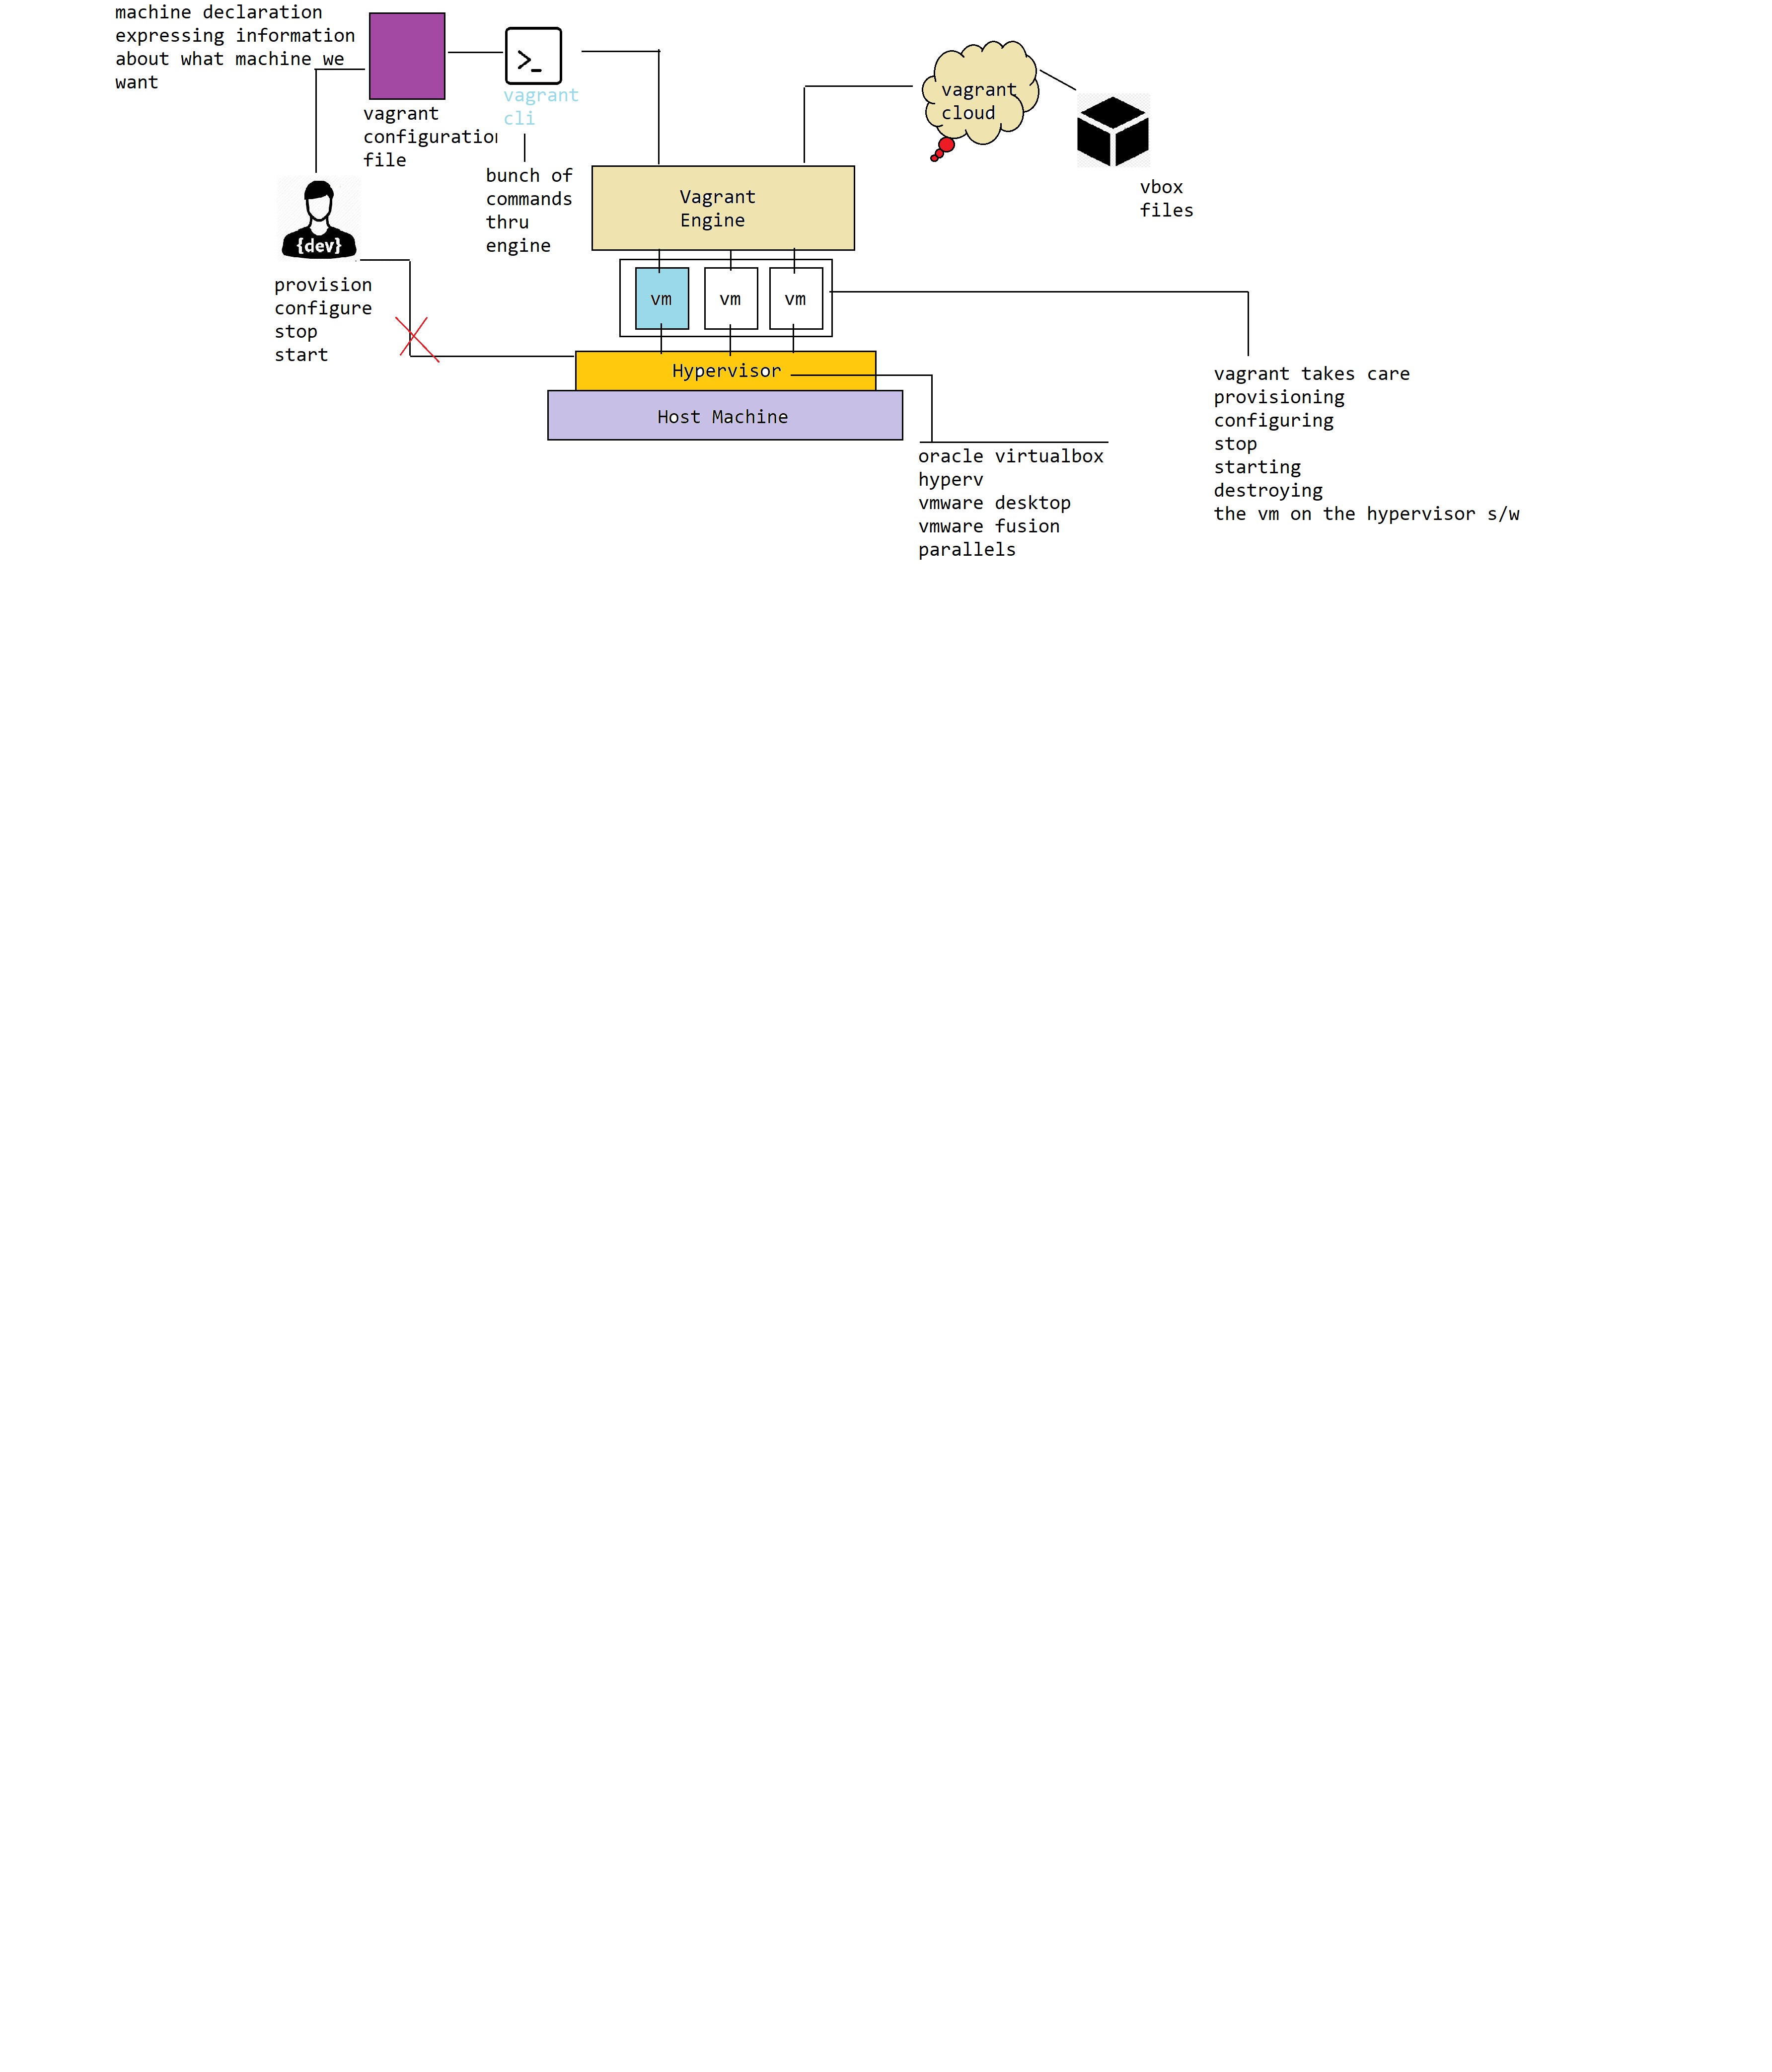 machine declaration
expressing information
about what machine we
want
vagrant
configuration
file
vagrant
cli
bunch of
commands
thru
engine
{dev}
provision
configure
stop
start
Vagrant
Engine
vagrant
cloud
vbox
files
vm
vm
vm
Hypervisor
Host Machine
oracle virtualbox
hyperv
vmware desktop
vmware fusion
parallels
vagrant takes care
provisioning
configuring
stop
starting
destroying
the vm on the hypervisor s/w